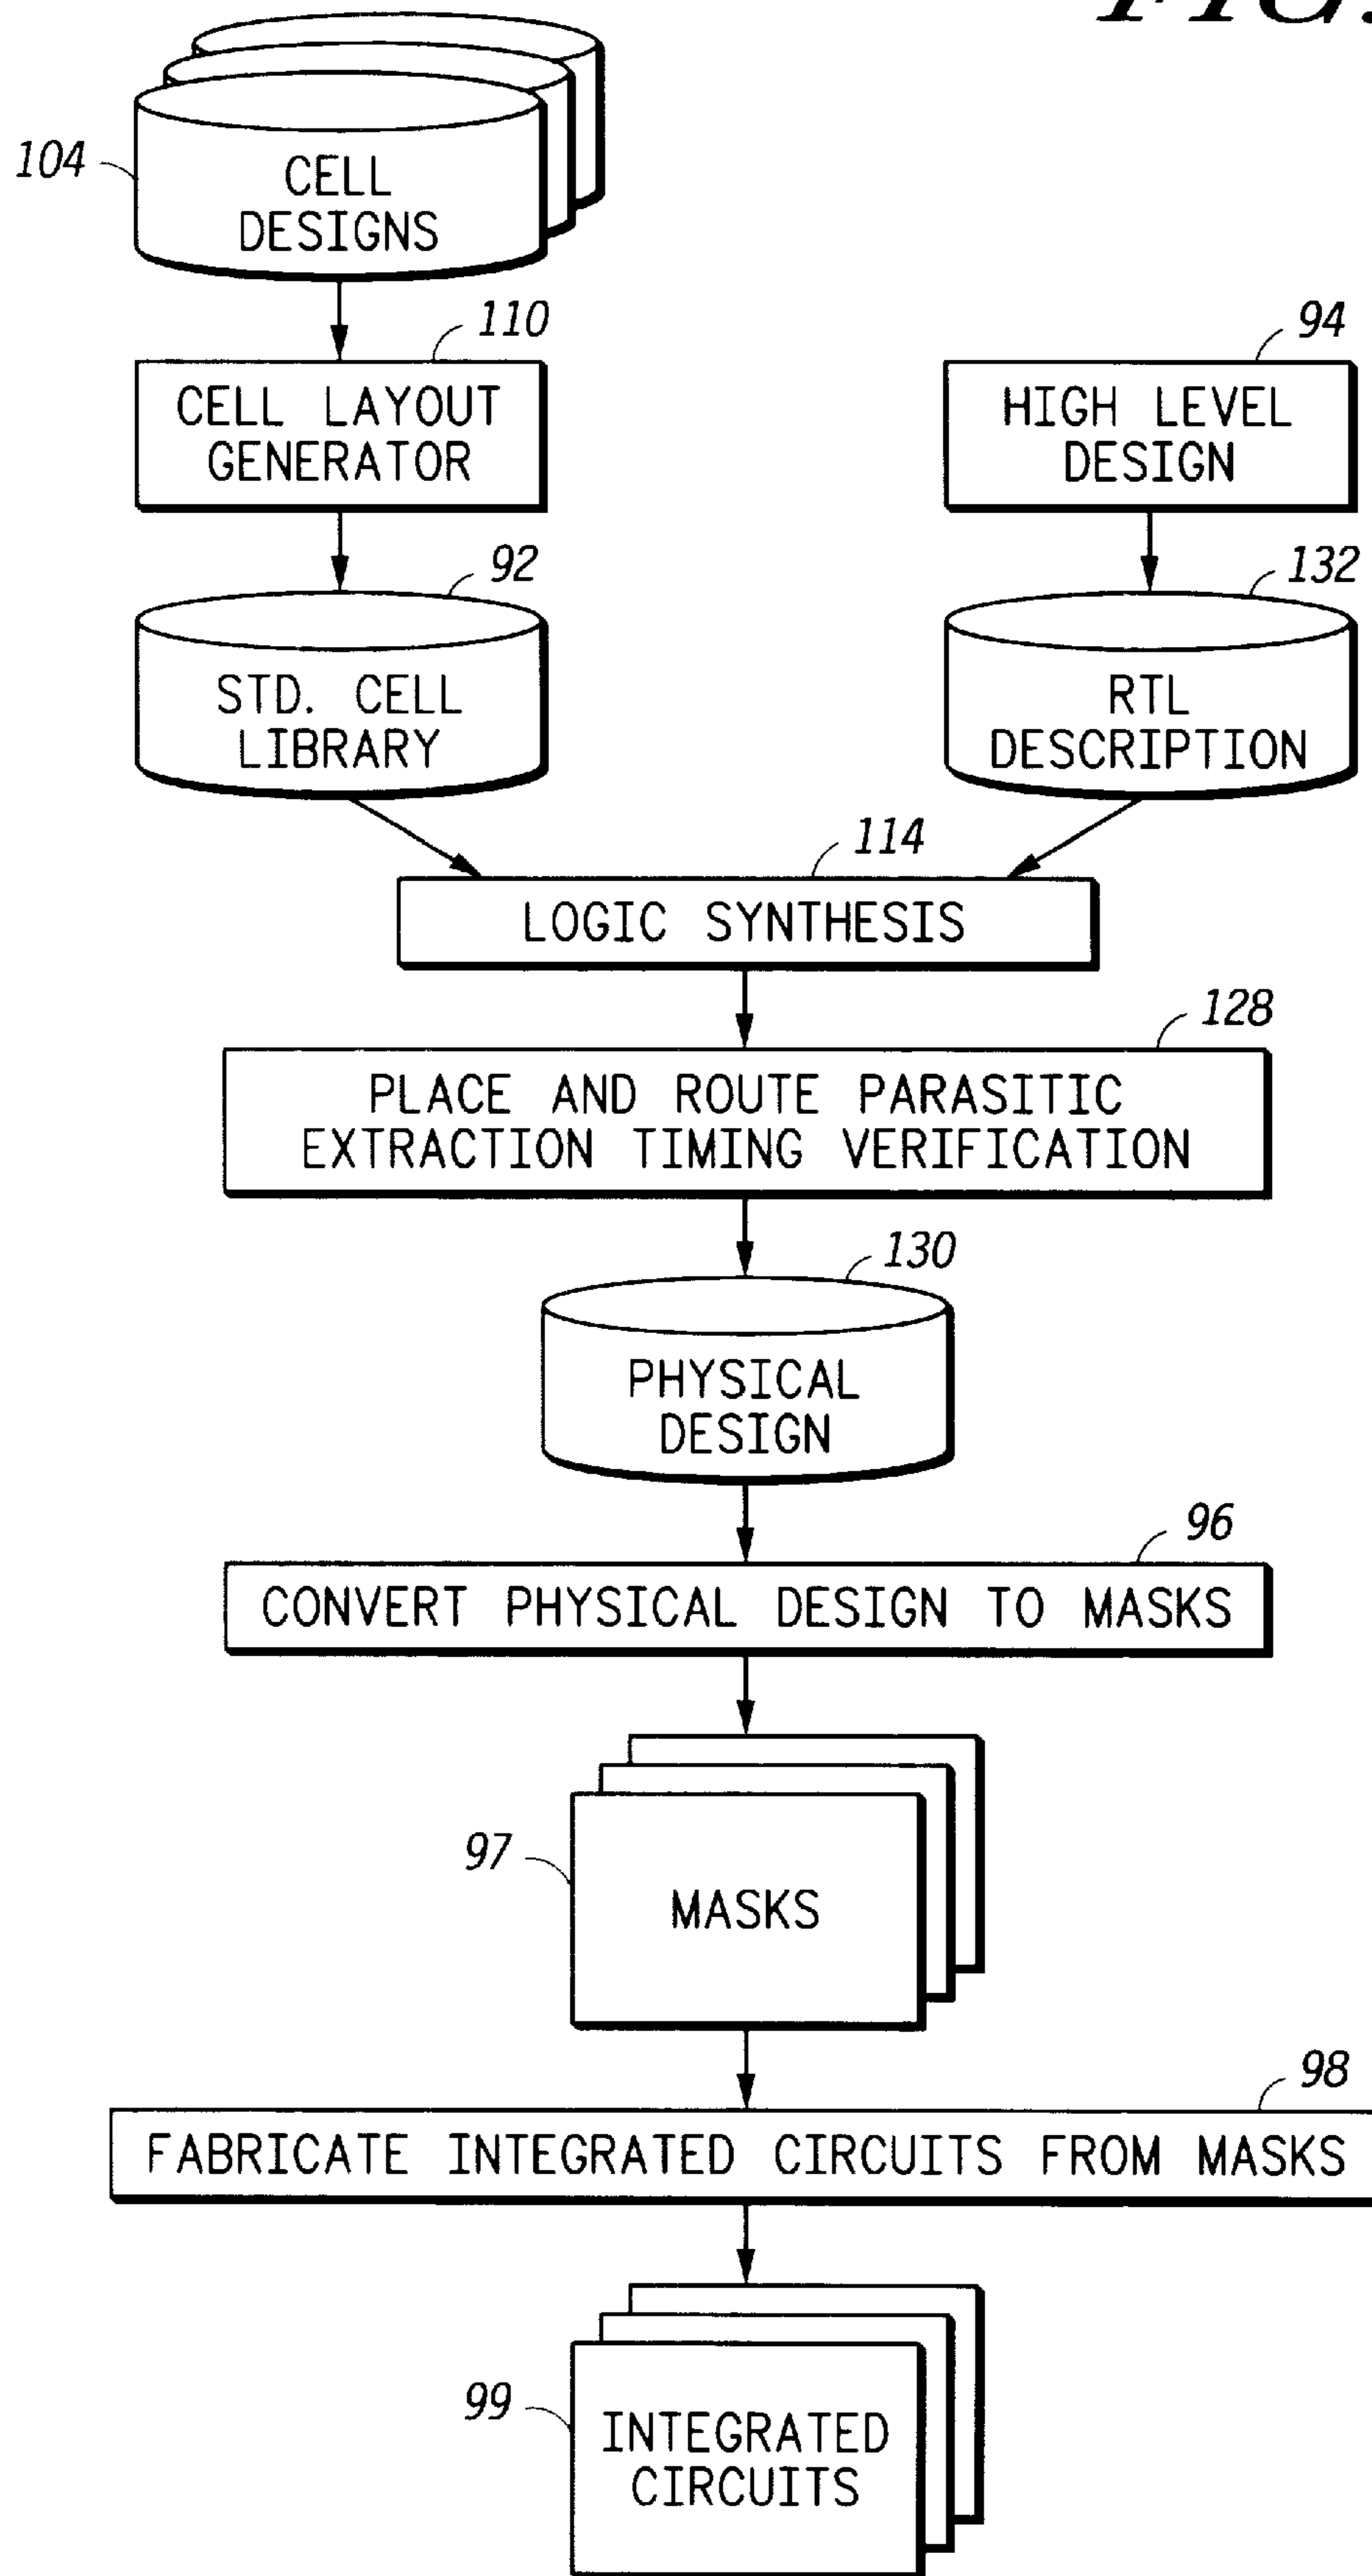 FIG.
104
CELL
DESIGNS
110
CELL LAYOUT
GENERATOR
94
HIGH LEVEL
DESIGN
92
STD. CELL
LIBRARY
132
RTL
DESCRIPTION
114
LOGIC SYNTHESIS
128
PLACE AND ROUTE PARASITIC
EXTRACTION TIMING VERIFICATION
130
PHYSICAL
DESIGN
96
CONVERT PHYSICAL DESIGN TO MASKS
97
MASKS
98
FABRICATE INTEGRATED CIRCUITS FROM MASKS
99
INTEGRATED
CIRCUITS